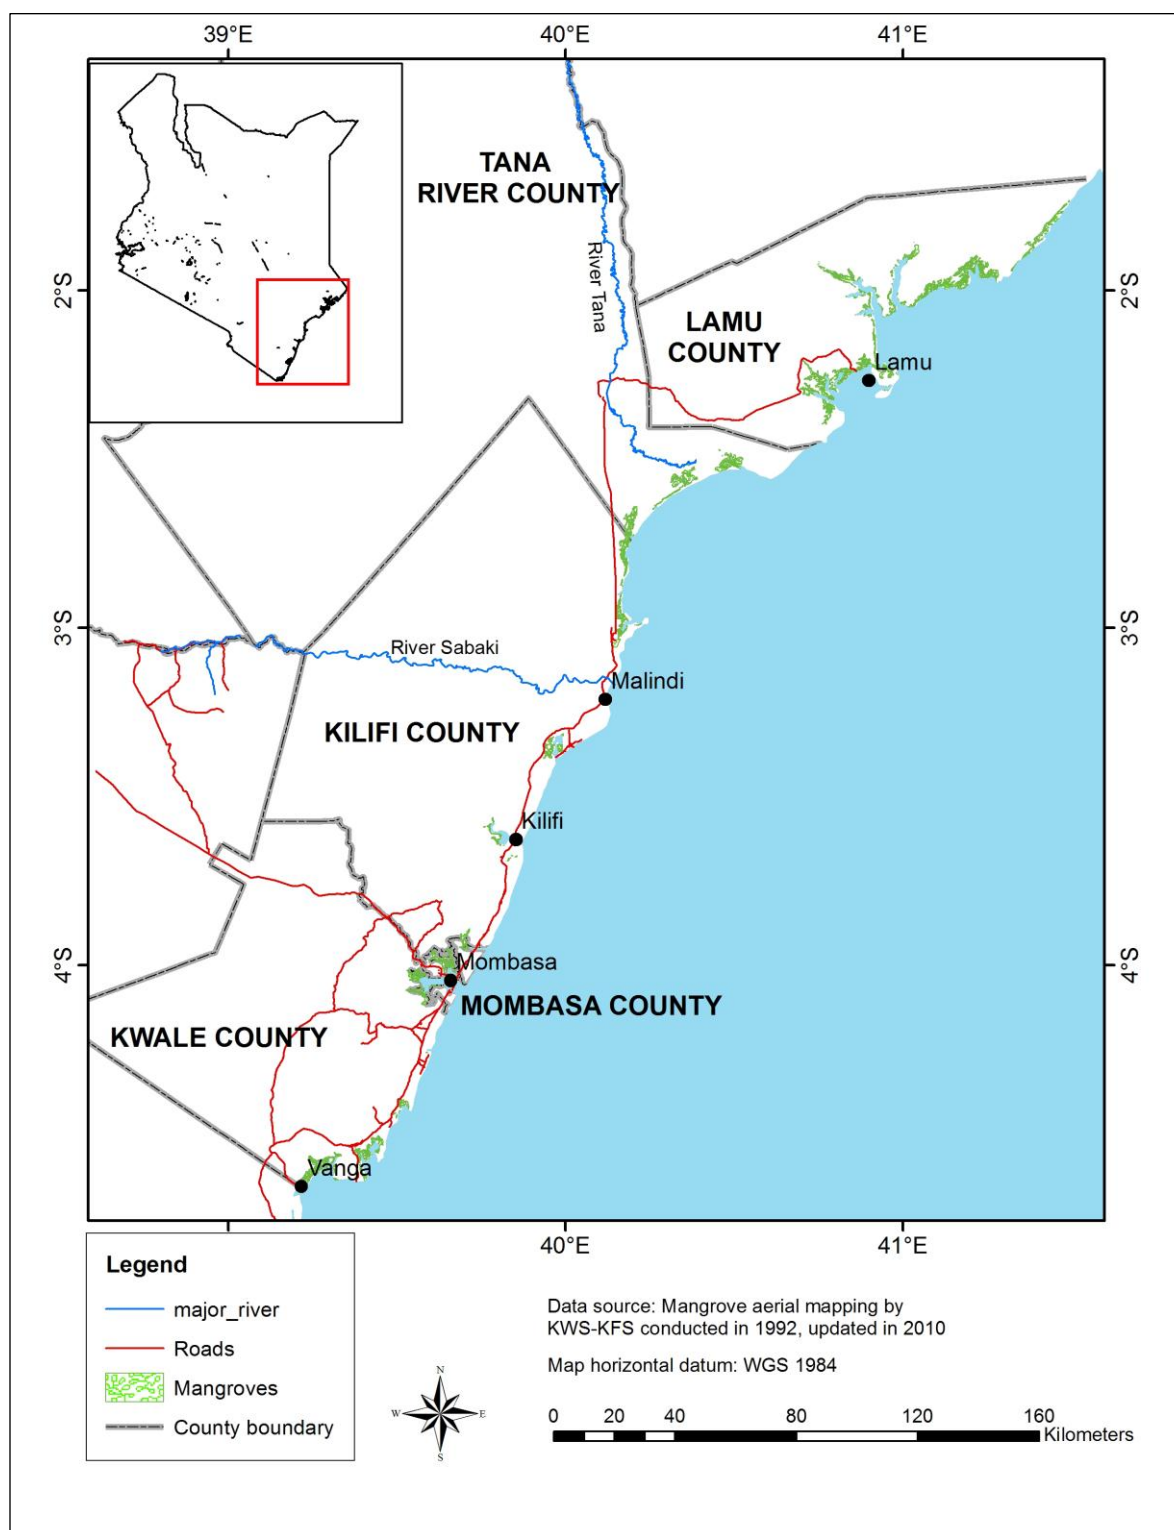 39°E
40°E
41°E
TANA
RIVER COUNTY
River Tana
2°S
2°S
LAMU
COUNTY
Lamu
3°S
3°S
River Sabaki
Malindi
KILIFI COUNTY
Kilifi
4°S
4°S
Mombasa
MOMBASA COUNTY
KWALE COUNTY
Vanga
39°E
40°E
41°E
Legend
major_river
Roads
Mangroves
County boundary
N
W
E
S
Data source: Mangrove aerial mapping by
KWS-KFS conducted in 1992, updated in 2010
Map horizontal datum: WGS 1984
0 20 40 80 120 160
Kilometers